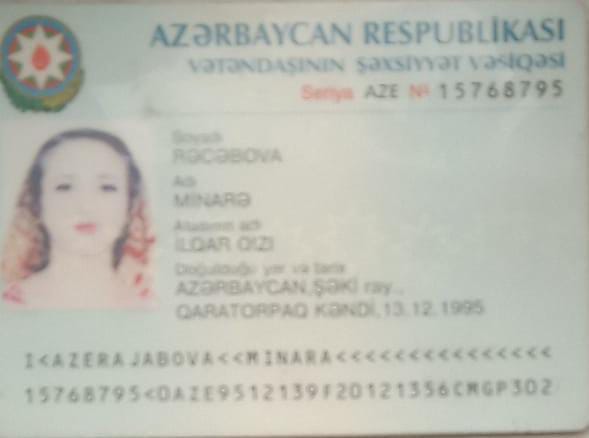 AZƏRBAYCAN RESPUBLİKASI
VƏTƏNDAŞININ ŞƏXSİYYƏT VƏSİQƏSİ
Seriya AZE № 15768795
Soyadı
RƏCƏBOVA
Adı
MİNARƏ
Atasının adı
İLQAR QIZI
Doğulduğu yer və tarix
AZƏRBAYCAN,ŞƏKİ ray.,
QARATORPAQ KƏNDİ,13.12.1995
I<AZERAJABOVA<<MINARA<<<<<<<<<<<<<<<<
15768795<0AZE9512139F20121356CMGP302